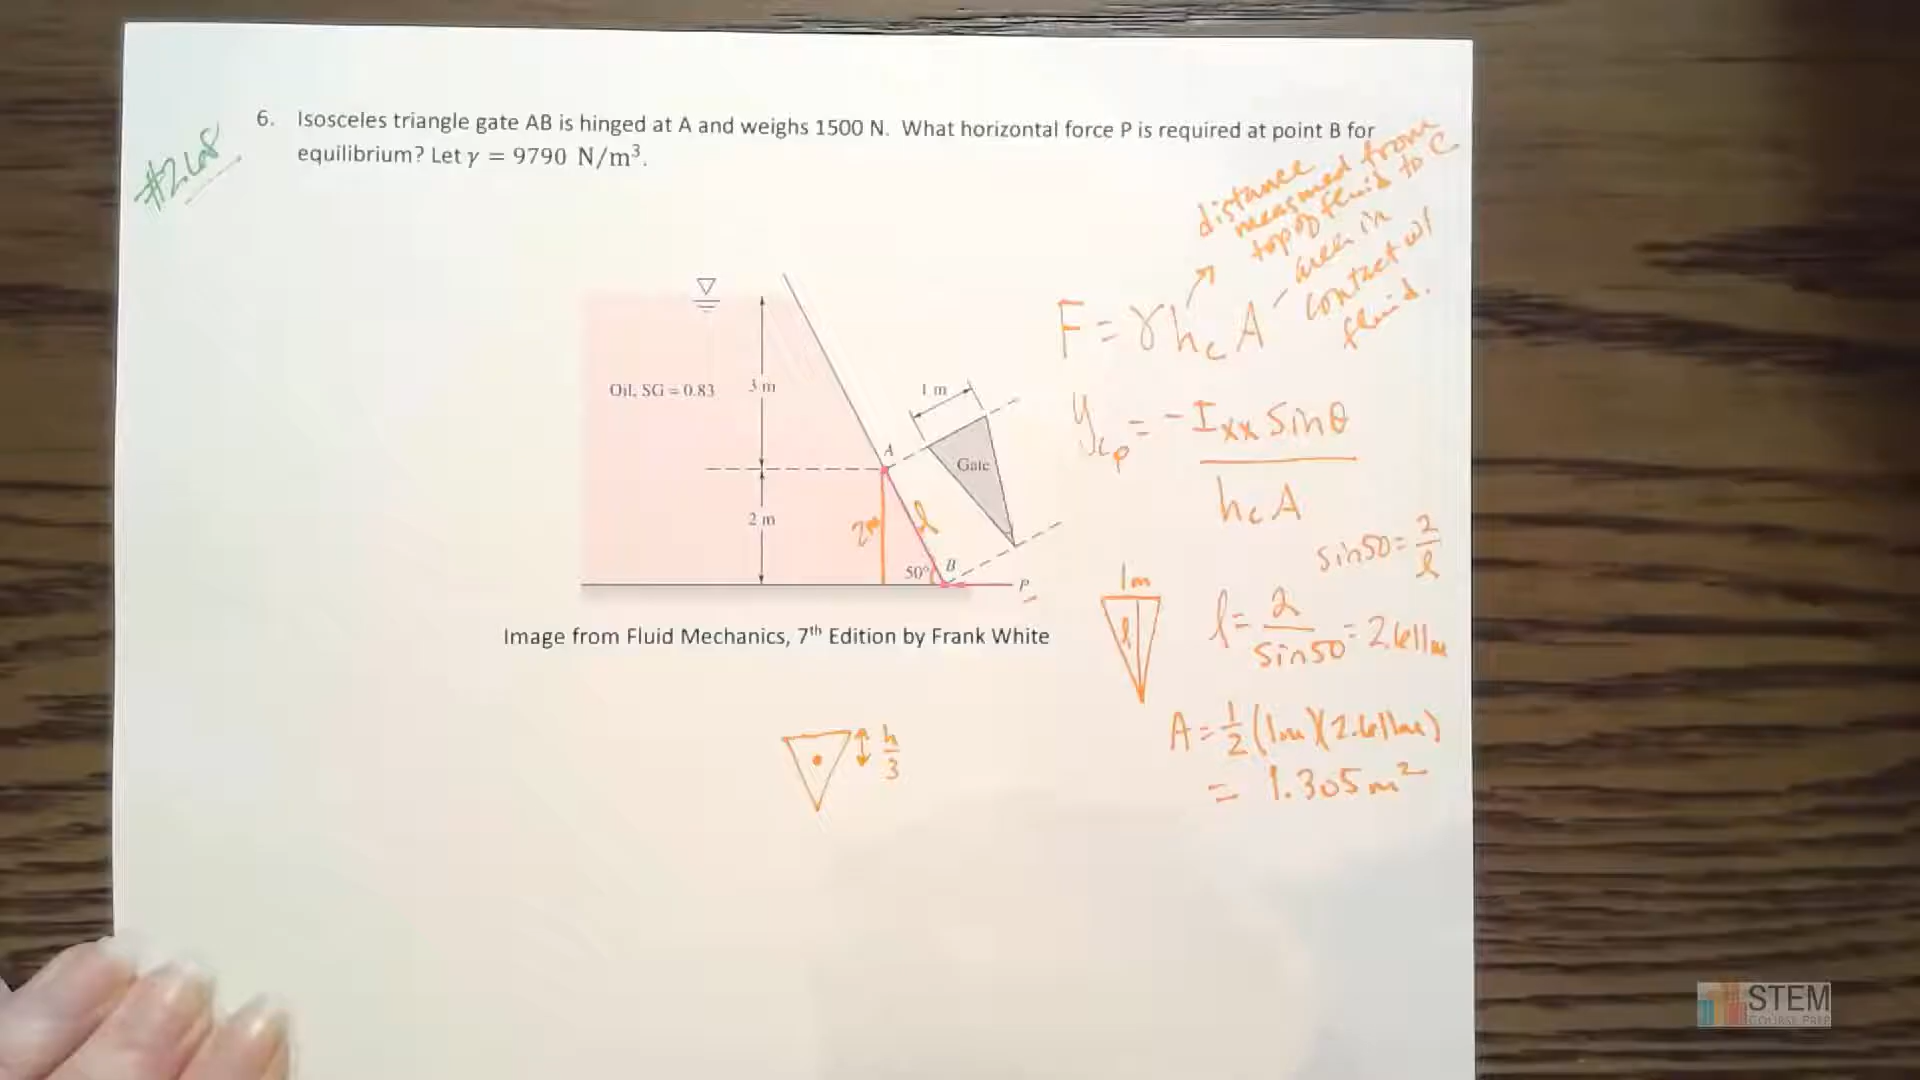 #2.68
6. Isosceles triangle gate AB is hinged at A and weighs 1500 N. What horizontal force P is required at point B for
equilibrium? Let γ = 9790 N/m³.
distance
measured from
top of fluid to C
area in
contact w/
fluid.
F = γ h_c A
3 m
Oil, SG = 0.83
1 m
A
Gate
2 m
2m
l
50°
B
P
y_cp = - I_xx sin θ
h_c A
sin50 = 2/l
1m
l
l = 2/sin50 = 2.611m
Image from Fluid Mechanics, 7th Edition by Frank White
h/3
A = 1/2 (1m)(2.611m)
= 1.305 m²
STEM
COURSE PREP